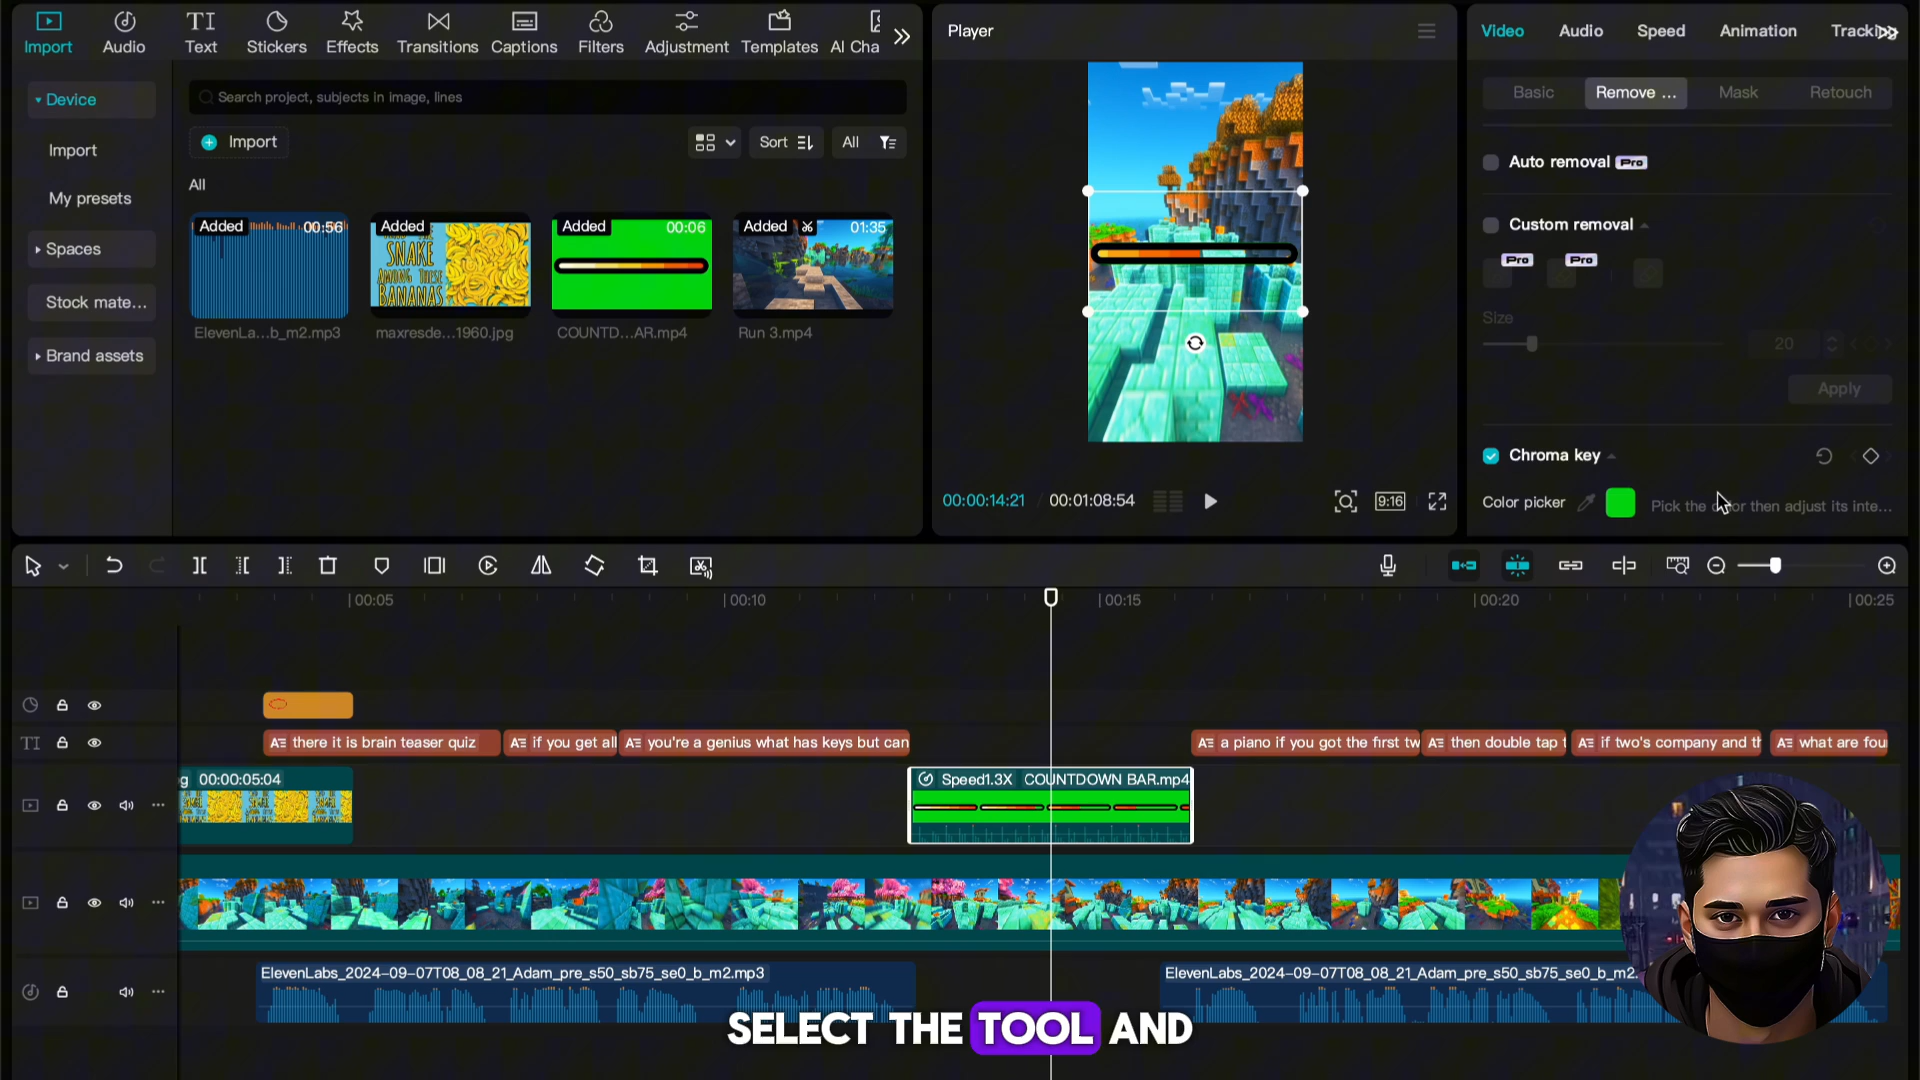 Import
Audio
Text
Stickers
Effects
Transitions
Captions
Filters
Adjustment
Templates
AI Cha
Device
Import
My presets
Spaces
Stock mate...
Brand assets
Search project, subjects in image, lines
Import
Sort
All
All
Added 00:56
ElevenLa...b_m2.mp3
Added
SNAKE
AMONG THESE
BANANAS
maxresde...1960.jpg
Added 00:06
COUNTD...AR.mp4
Added 01:35
Run 3.mp4
Player
00:00:14:21 / 00:01:08:54
9:16
Video
Audio
Speed
Animation
Tracking
Basic
Remove ...
Mask
Retouch
Auto removal Pro
Custom removal
Pro
Pro
Size
20
Apply
Chroma key
Color picker
Pick the color then adjust its inte...
00:05
00:10
00:15
00:20
00:25
there it is brain teaser quiz
if you get all
you're a genius what has keys but can
a piano if you got the first tw
then double tap t
if two's company and th
what are fou
g 00:00:05:04
Speed1.3X COUNTDOWN BAR.mp4
ElevenLabs_2024-09-07T08_08_21_Adam_pre_s50_sb75_se0_b_m2.mp3
ElevenLabs_2024-09-07T08_08_21_Adam_pre_s50_sb75_se0_b_m2.
SELECT THE TOOL AND